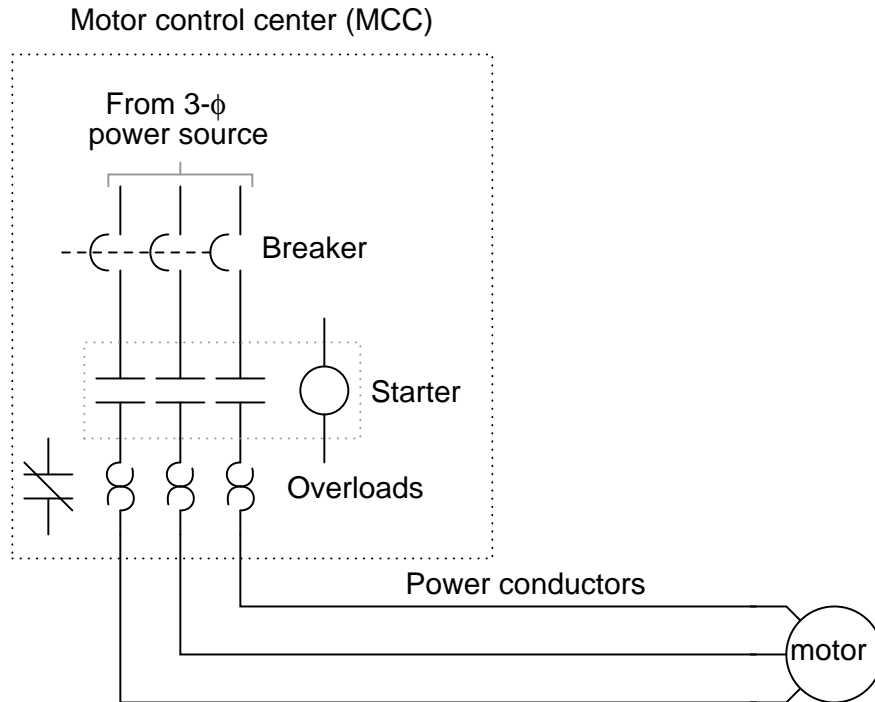 Motor control center (MCC)
From 3-ϕ
power source
Breaker
Starter
Overloads
Power conductors
motor